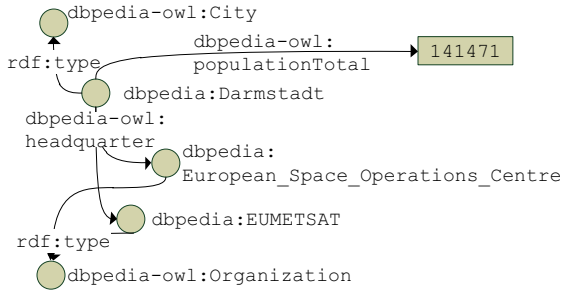 dbpedia-owl:City
dbpedia-owl:
populationTotal
141471
rdf:type
dbpedia:Darmstadt
dbpedia-owl:
headquarter
dbpedia:
European_Space_Operations_Centre
dbpedia:EUMETSAT
rdf:type
dbpedia-owl:Organization